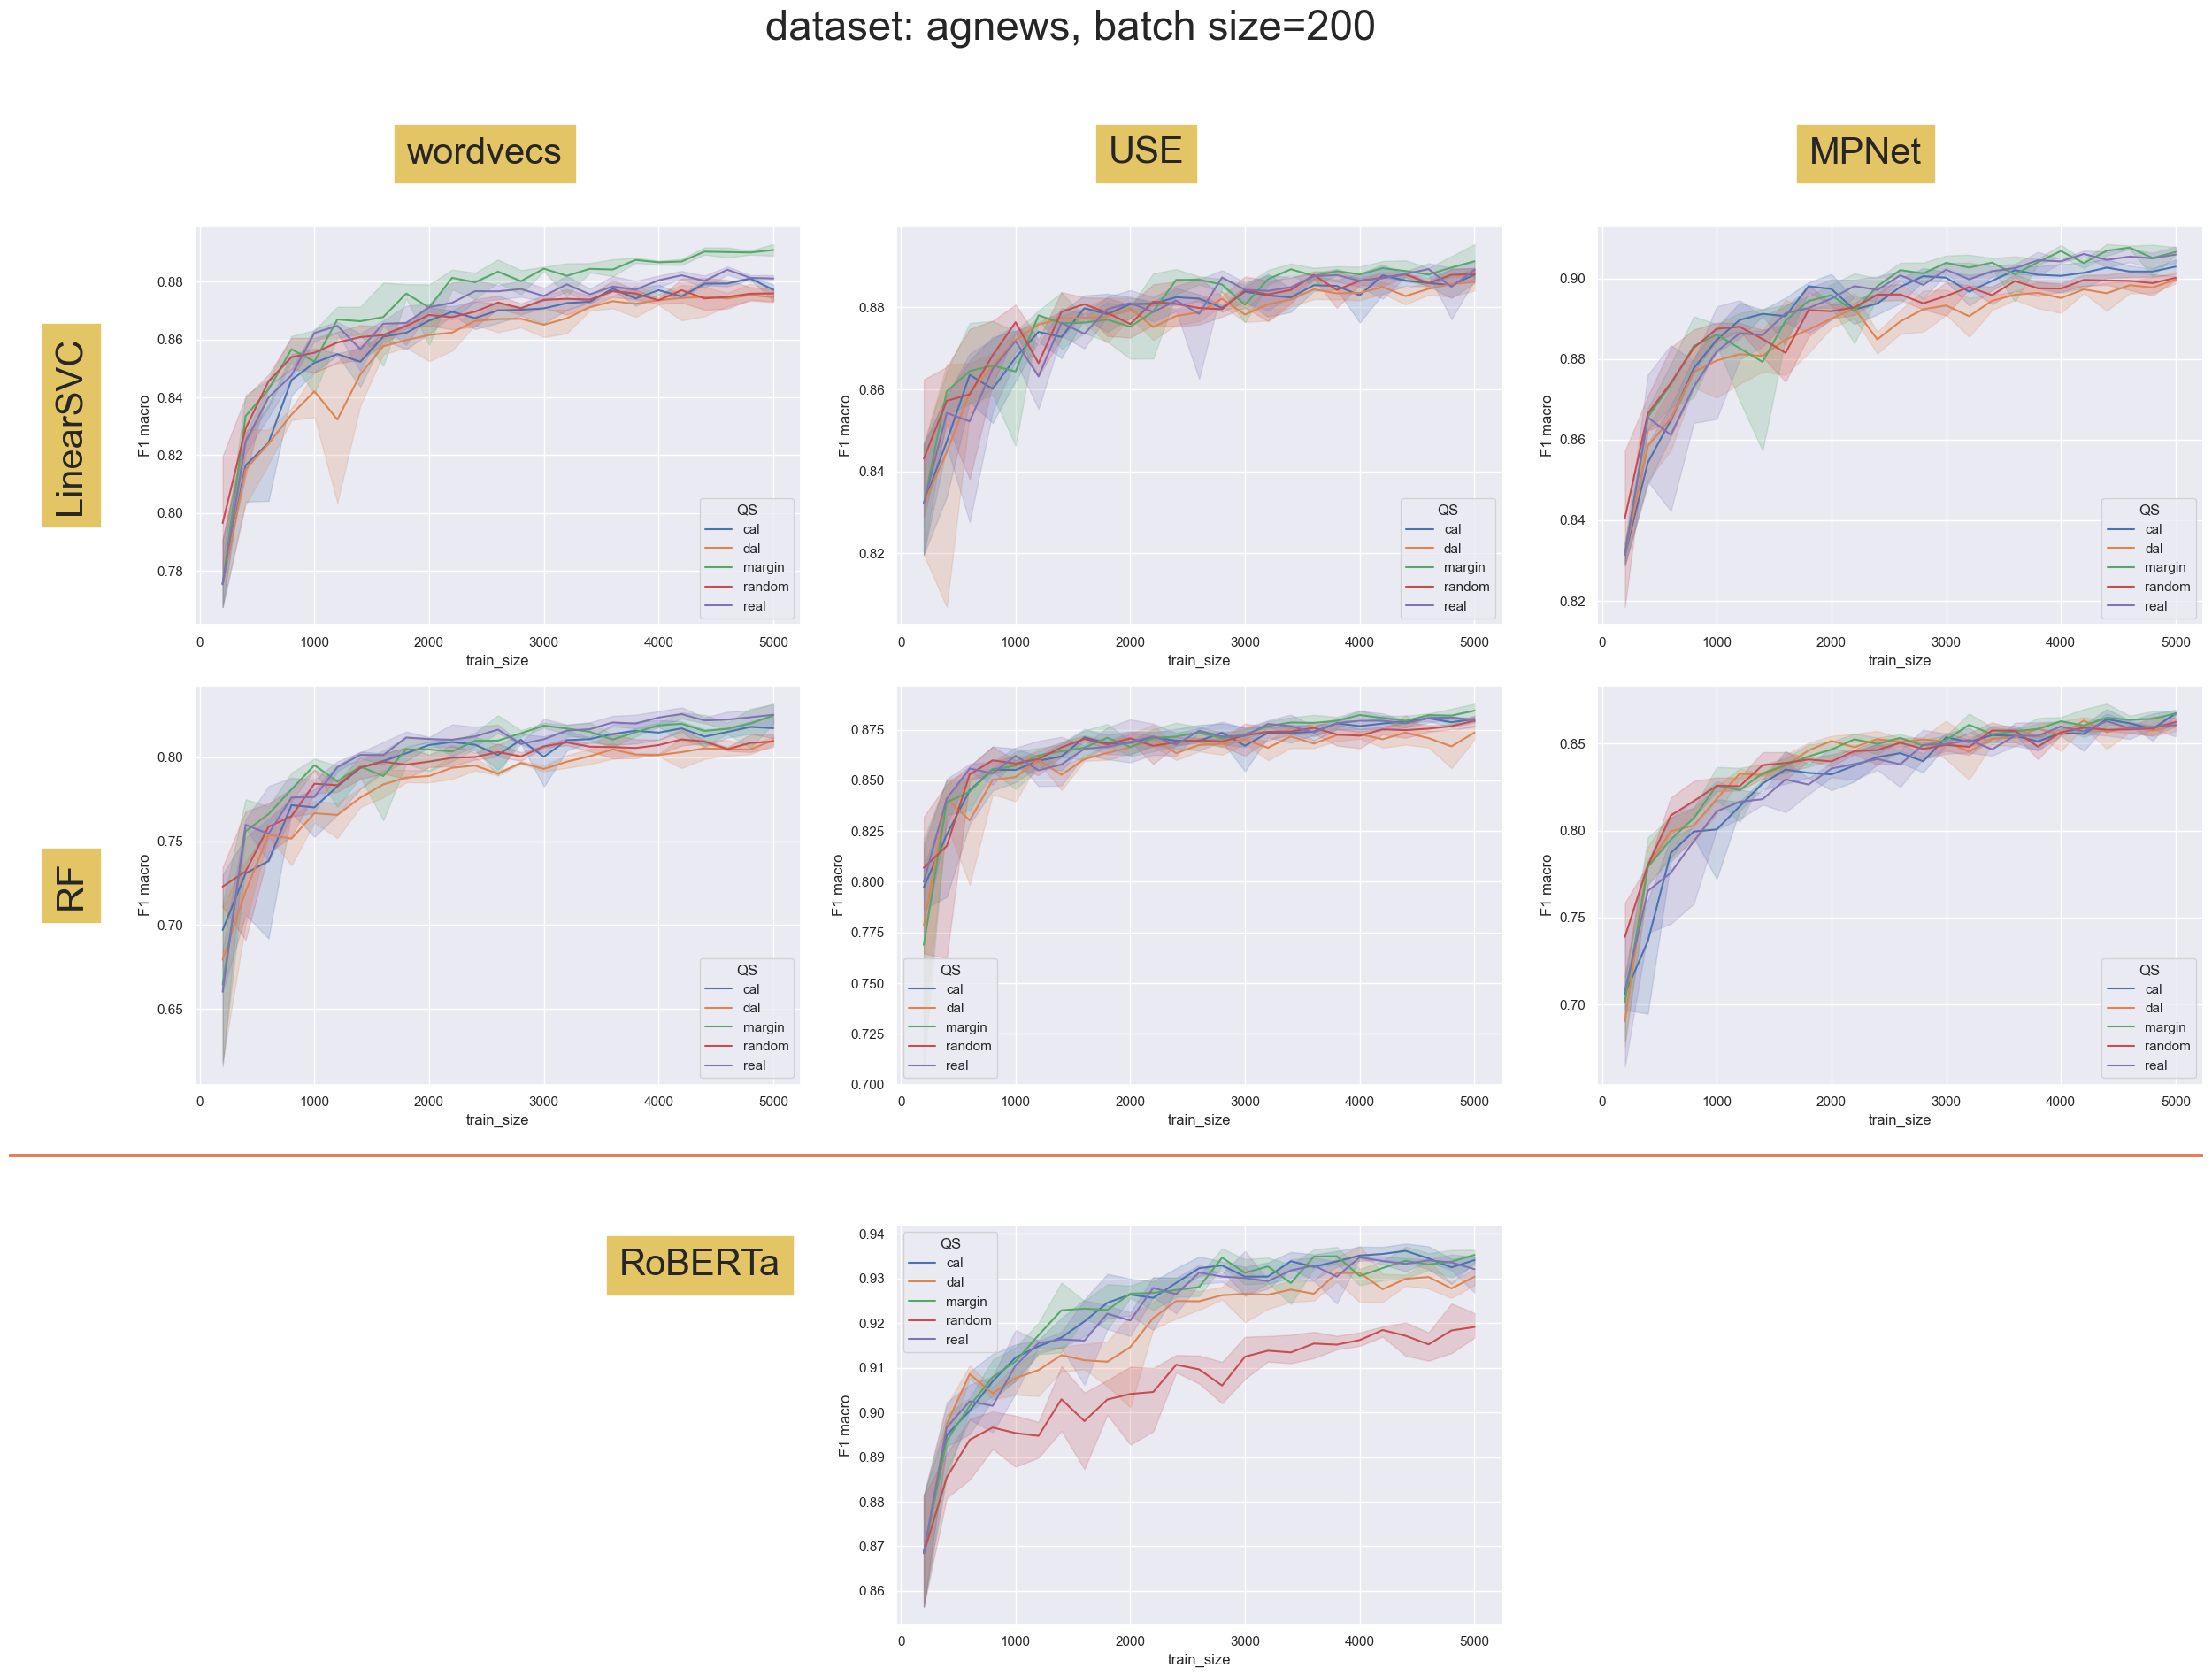 dataset: agnews, batch size=200
wordvecs
USE
MPNet
LinearSVC
F1 macro
0.88
0.86
0.84
0.82
0.80
0.78
0
1000
2000
3000
4000
5000
train_size
QS
cal
dal
margin
random
real
F1 macro
0.88
0.86
0.84
0.82
0
1000
2000
3000
4000
5000
train_size
QS
cal
dal
margin
random
real
F1 macro
0.90
0.88
0.86
0.84
0.82
0
1000
2000
3000
4000
5000
train_size
QS
cal
dal
margin
random
real
RF
F1 macro
0.80
0.75
0.70
0.65
0
1000
2000
3000
4000
5000
train_size
QS
cal
dal
margin
random
real
F1 macro
0.875
0.850
0.825
0.800
0.775
0.750
0.725
0.700
0
1000
2000
3000
4000
5000
train_size
QS
cal
dal
margin
random
real
F1 macro
0.85
0.80
0.75
0.70
0
1000
2000
3000
4000
5000
train_size
QS
cal
dal
margin
random
real
RoBERTa
F1 macro
0.94
0.93
0.92
0.91
0.90
0.89
0.88
0.87
0.86
0
1000
2000
3000
4000
5000
train_size
QS
cal
dal
margin
random
real